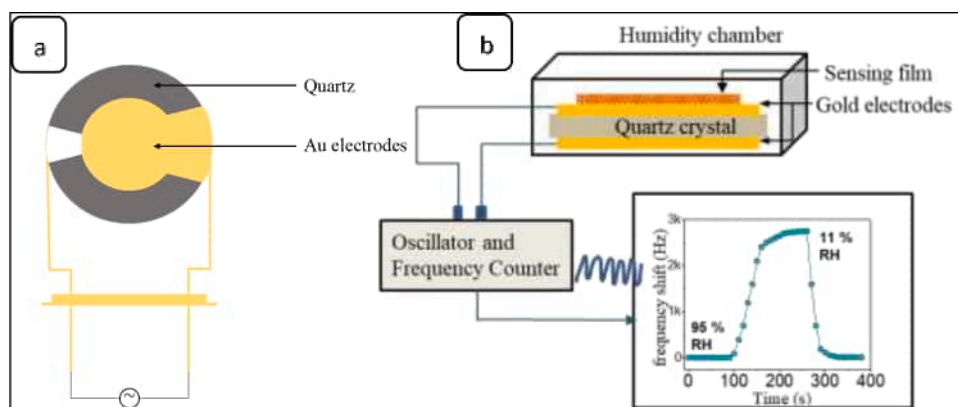 a
Quartz
Au electrodes
~
b
Humidity chamber
Sensing film
Gold electrodes
Quartz crystal
Oscillator and
Frequency Counter
frequency shift (Hz)
3k
2k
1k
0
95 %
RH
11 %
RH
0 100 200 300 400
Time (s)